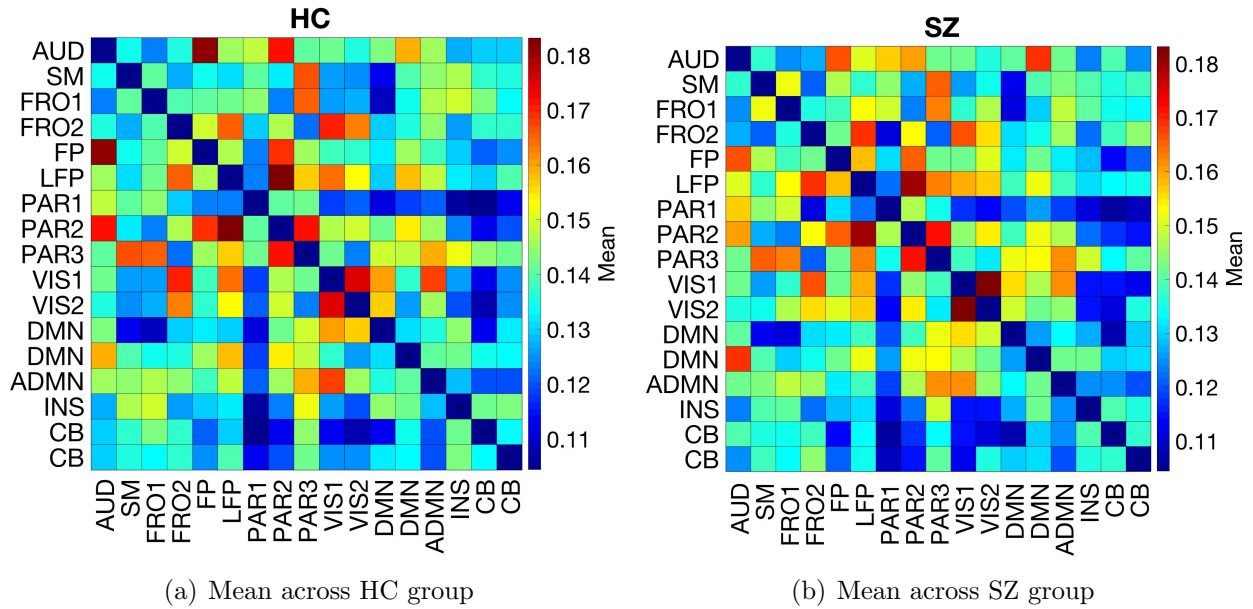 HC
AUD
SM
FRO1
FRO2
FP
LFP
PAR1
PAR2
PAR3
VIS1
VIS2
DMN
DMN
ADMN
INS
CB
CB
AUD
SM
FRO1
FRO2
FP
LFP
PAR1
PAR2
PAR3
VIS1
VIS2
DMN
DMN
ADMN
INS
CB
CB
0.18
0.17
0.16
0.15
0.14
0.13
0.12
0.11
Mean
(a) Mean across HC group
SZ
AUD
SM
FRO1
FRO2
FP
LFP
PAR1
PAR2
PAR3
VIS1
VIS2
DMN
DMN
ADMN
INS
CB
CB
AUD
SM
FRO1
FRO2
FP
LFP
PAR1
PAR2
PAR3
VIS1
VIS2
DMN
DMN
ADMIN
INS
CB
CB
0.18
0.17
0.16
0.15
0.14
0.13
0.12
0.11
Mean
(b) Mean across SZ group